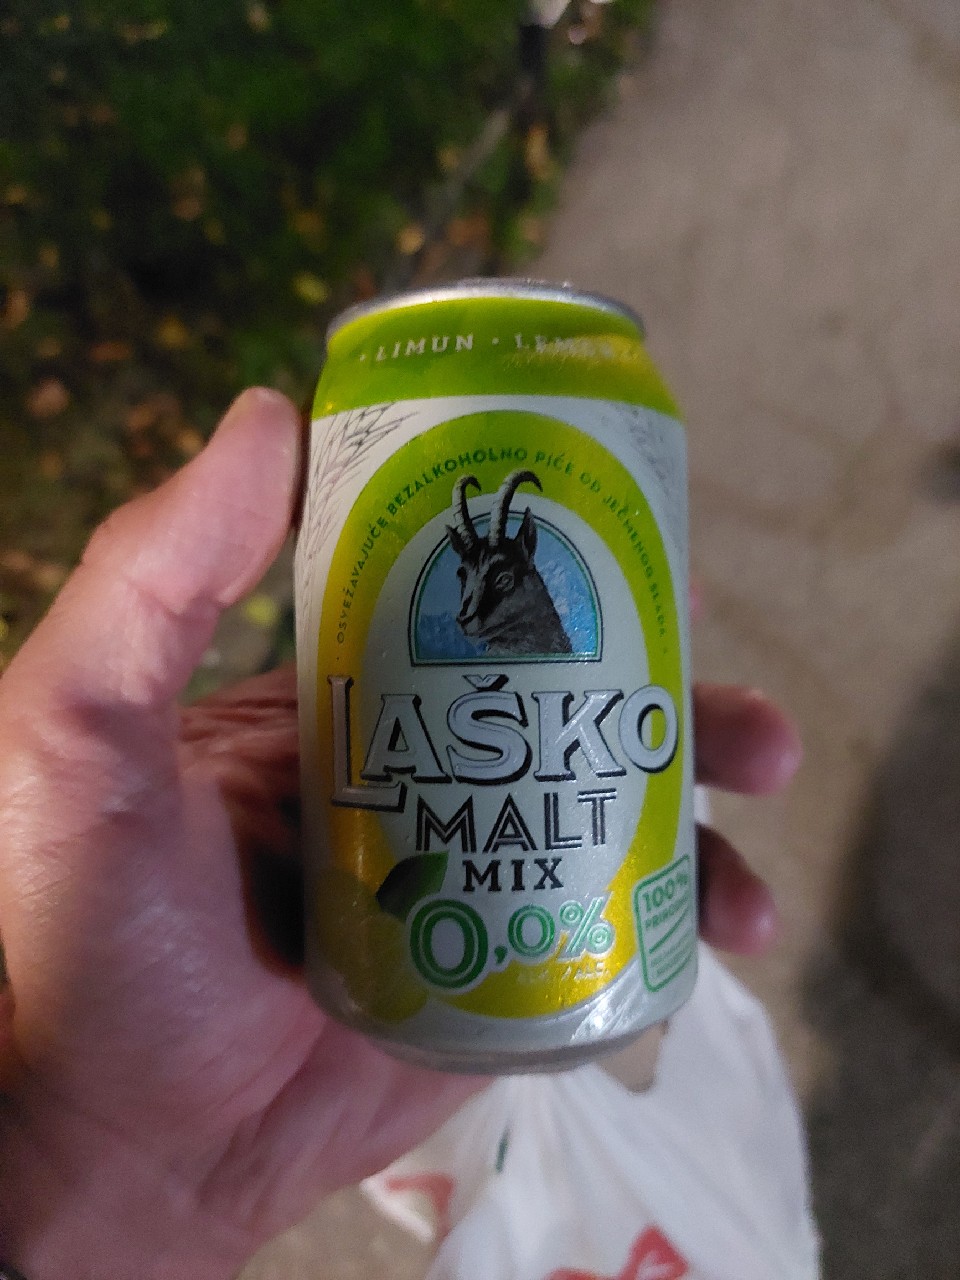 · LIMUN ·
· OSVEŽAVAJUĆE BEZALKOHOLNO PIĆE OD JEČMENOG SLADA ·
LAŠKO
MALT
MIX
0,0%
100%